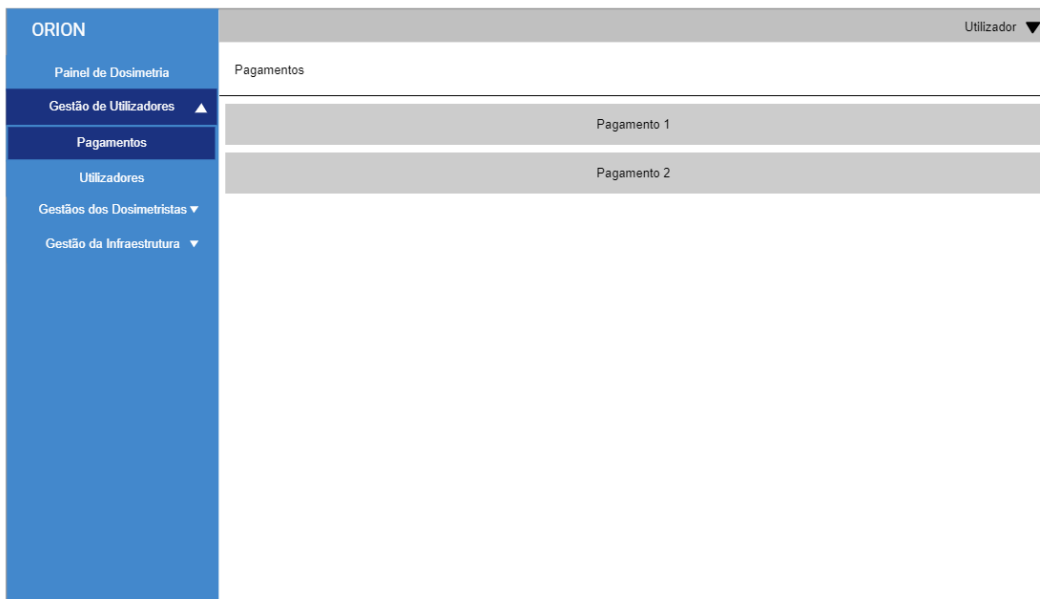 ORION
Utilizador
Painel de Dosimetria
Gestão de Utilizadores
Pagamentos
Utilizadores
Gestãos dos Dosimetristas
Gestão da Infraestrutura
Pagamentos
Pagamento 1
Pagamento 2